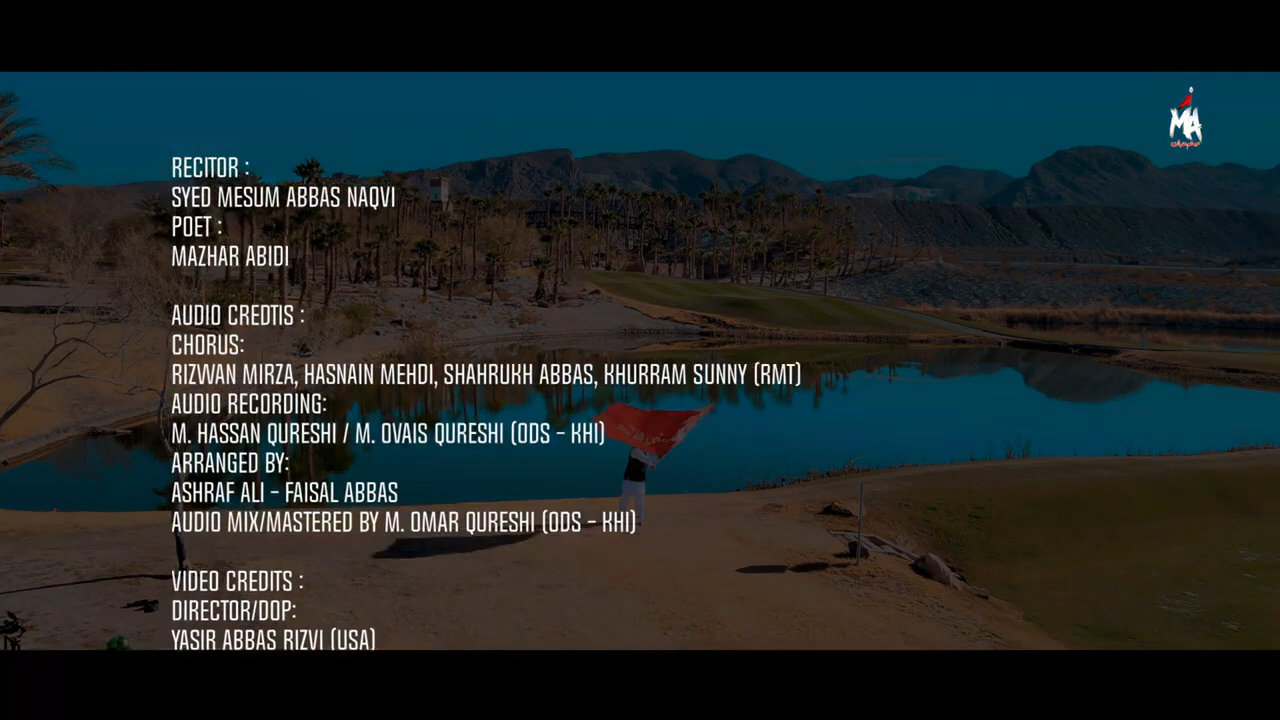 MA
RECITOR :
SYED MESUM ABBAS NAQVI
POET :
MAZHAR ABIDI
AUDIO CREDTIS :
CHORUS:
RIZWAN MIRZA, HASNAIN MEHDI, SHAHRUKH ABBAS, KHURRAM SUNNY (RMT)
AUDIO RECORDING:
M. HASSAN QURESHI / M. OVAIS QURESHI (ODS - KHI)
ARRANGED BY:
ASHRAF ALI - FAISAL ABBAS
AUDIO MIX/MASTERED BY M. OMAR QURESHI (ODS - KHI)
VIDEO CREDITS :
DIRECTOR/DOP:
YASIR ABBAS RIZVI (USA)